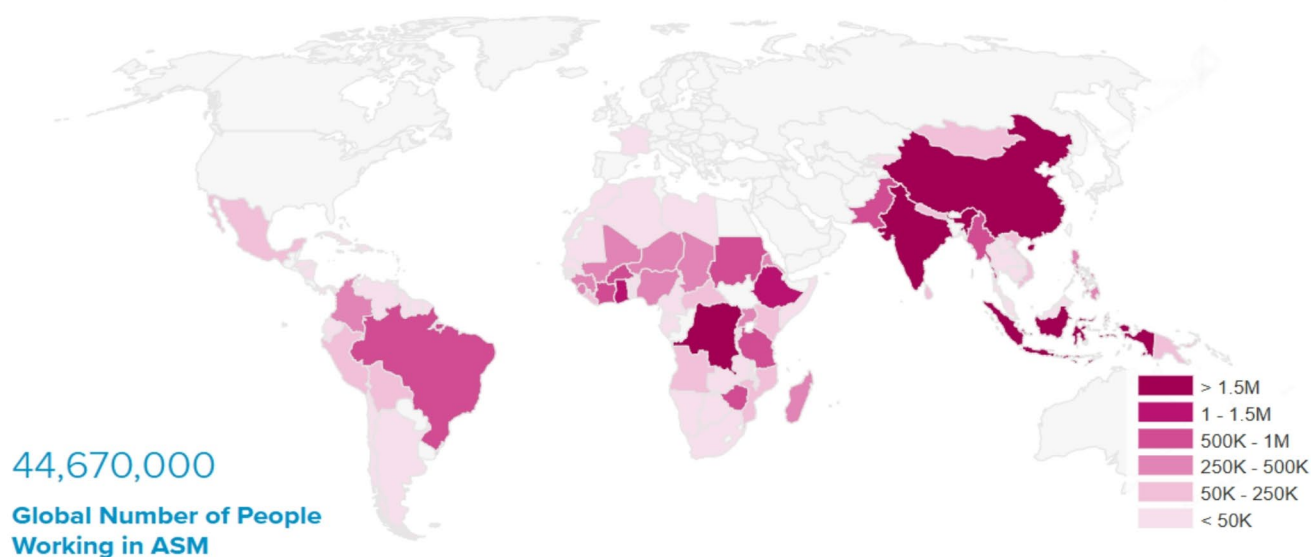 44,670,000
Global Number of People
Working in ASM
> 1.5M
1 - 1.5M
500K - 1M
250K - 500K
50K - 250K
< 50K